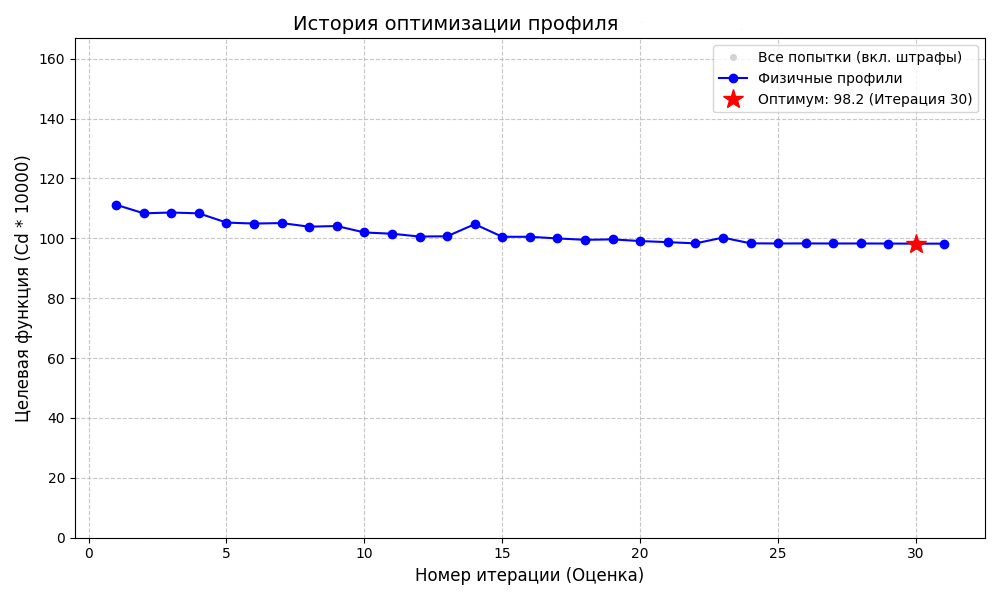 История оптимизации профиля
Целевая функция (Cd * 10000)
160
140
120
100
80
60
40
20
0
Все попытки (вкл. штрафы)
Физичные профили
Оптимум: 98.2 (Итерация 30)
0 5 10 15 20 25 30
Номер итерации (Оценка)